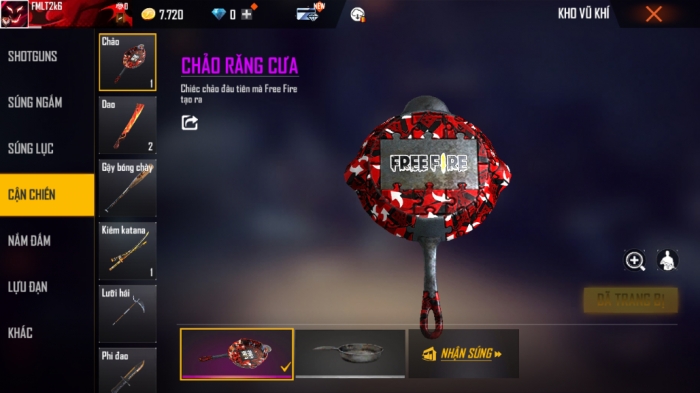 FMLT2k6
0
7.720
0
NEW
KHO VŨ KHÍ
SHOTGUNS
SÚNG NGẮM
SÚNG LỤC
CẬN CHIẾN
NẮM ĐẤM
LỰU ĐẠN
KHÁC
Chảo
1
Dao
2
Gậy bóng chày
Kiếm katana
1
Lưỡi hái
Phi dao
CHẢO RĂNG CƯA
Chiếc chảo đầu tiên mà Free Fire
tạo ra
FREE FIRE
ĐÃ TRANG BỊ
NHẬN SÚNG